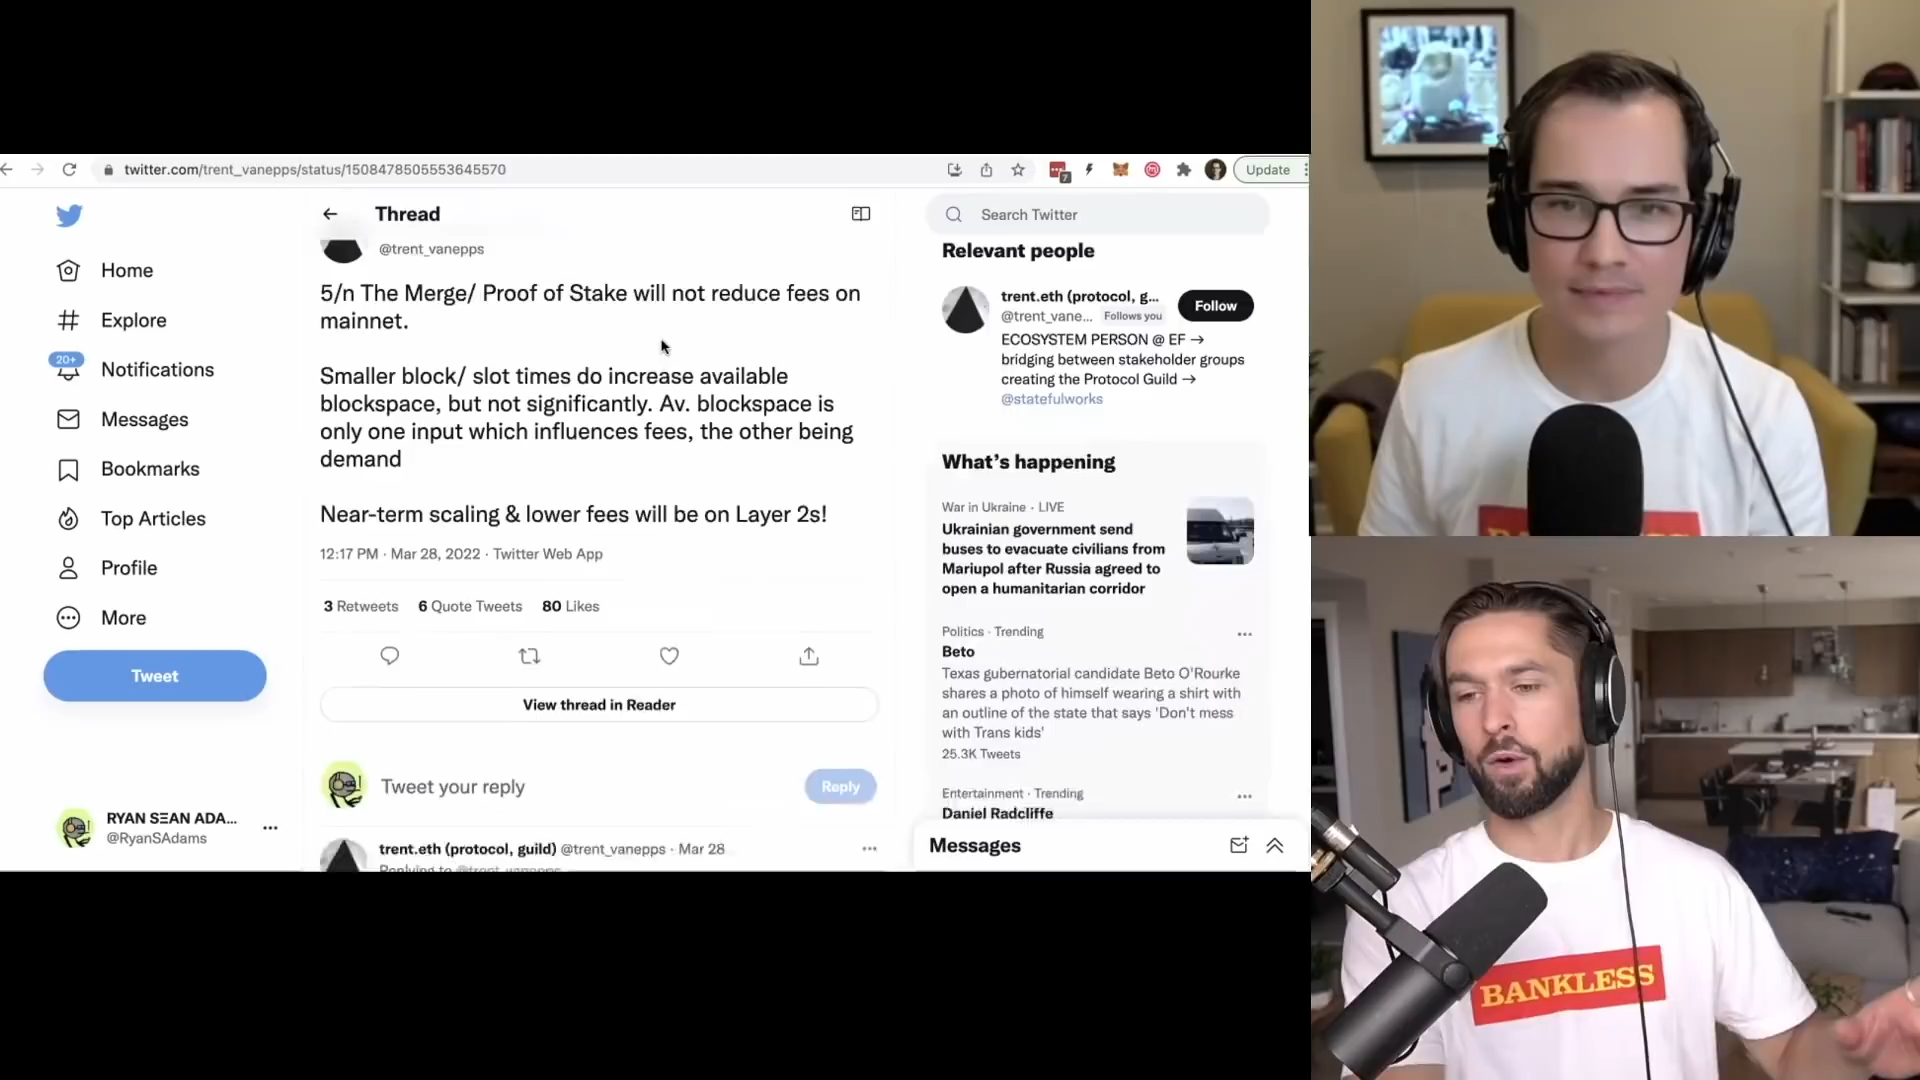 twitter.com/trent_vanepps/status/1508478505553645570
7
Update
Home
Explore
20+
Notifications
Messages
Bookmarks
Top Articles
Profile
More
Tweet
RYAN SΞAN ADA...
@RyanSAdams
Thread
@trent_vanepps
5/n The Merge/ Proof of Stake will not reduce fees on
mainnet.
Smaller block/ slot times do increase available
blockspace, but not significantly. Av. blockspace is
only one input which influences fees, the other being
demand
Near-term scaling & lower fees will be on Layer 2s!
12:17 PM · Mar 28, 2022 · Twitter Web App
3 Retweets 6 Quote Tweets 80 Likes
View thread in Reader
Tweet your reply
Reply
trent.eth (protocol, guild) @trent_vanepps · Mar 28
Replying to @trent_vanepps
Search Twitter
Relevant people
trent.eth (protocol, g...
@trent_vane... Follows you
Follow
ECOSYSTEM PERSON @ EF →
bridging between stakeholder groups
creating the Protocol Guild →
@statefulworks
What's happening
War in Ukraine · LIVE
Ukrainian government send
buses to evacuate civilians from
Mariupol after Russia agreed to
open a humanitarian corridor
Politics · Trending
Beto
Texas gubernatorial candidate Beto O'Rourke
shares a photo of himself wearing a shirt with
an outline of the state that says 'Don't mess
with Trans kids'
25.3K Tweets
Entertainment · Trending
Daniel Radcliffe
Messages
BANKLESS